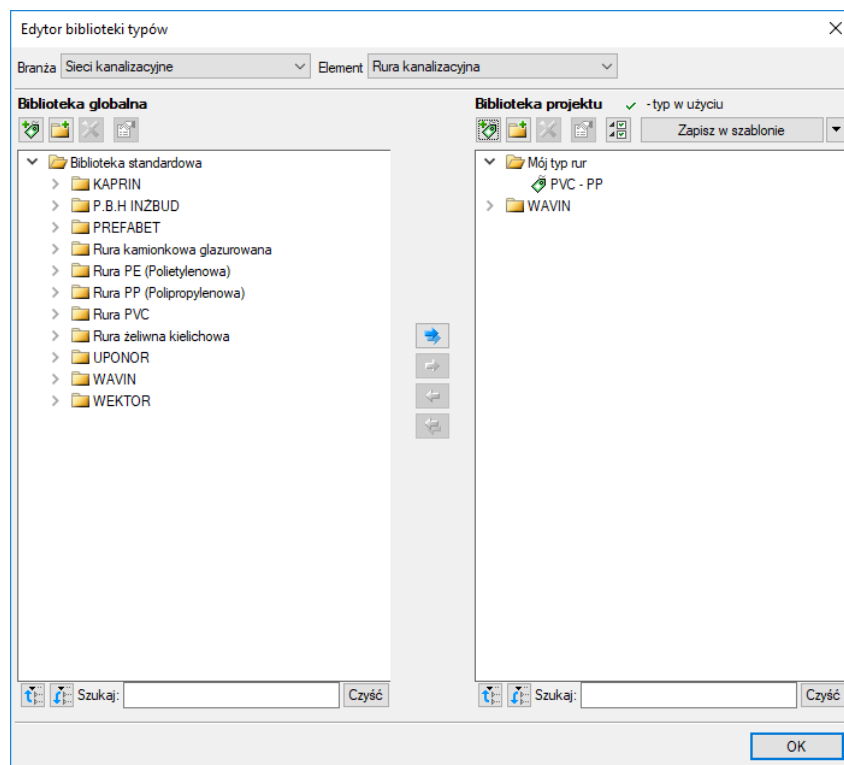 Edytor biblioteki typów
Branża Sieci kanalizacyjne Element Rura kanalizacyjna
Biblioteka globalna
Biblioteka projektu - typ w użyciu
Zapisz w szablonie
Biblioteka standardowa
KAPRIN
P.B.H INŻBUD
PREFABET
Rura kamionkowa glazurowana
Rura PE (Polietylenowa)
Rura PP (Polipropylenowa)
Rura PVC
Rura żeliwna kielichowa
UPONOR
WAVIN
WEKTOR
Mój typ rur
PVC - PP
WAVIN
Szukaj: Czyść
Szukaj: Czyść
OK